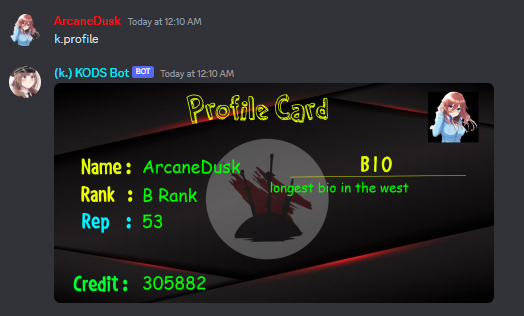 ArcaneDusk Today at 12:10 AM
k.profile
(k.) KODS Bot BOT Today at 12:10 AM
Profile Card
Name : ArcaneDusk
BIO
longest bio in the west
Rank : B Rank
Rep : 53
Credit : 305882